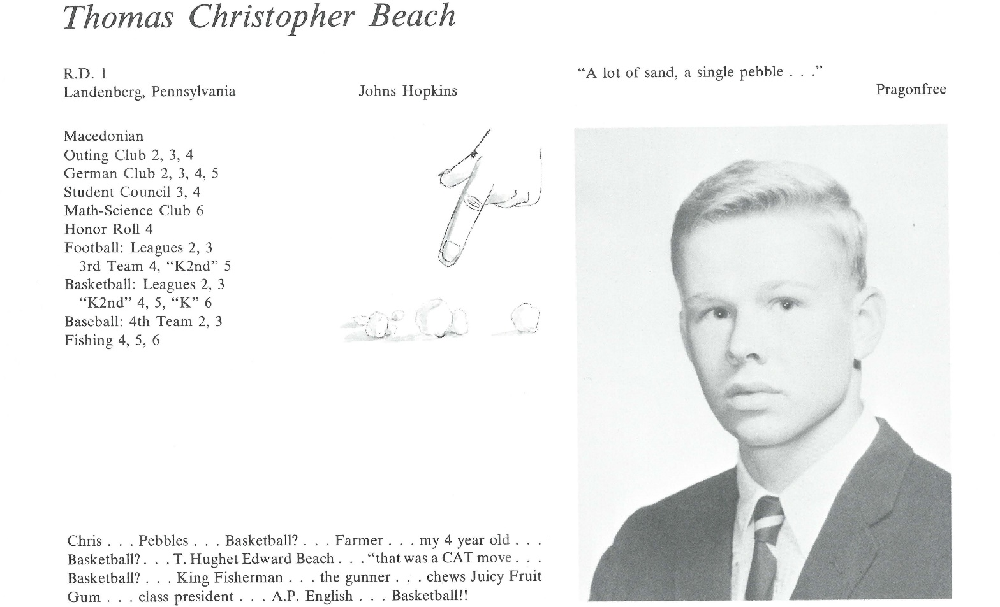 Thomas Christopher Beach
R.D. 1
Landenberg, Pennsylvania
Johns Hopkins
"A lot of sand, a single pebble . . ."
Pragonfree
Macedonian
Outing Club 2, 3, 4
German Club 2, 3, 4, 5
Student Council 3, 4
Math-Science Club 6
Honor Roll 4
Football: Leagues 2, 3
3rd Team 4, "K2nd" 5
Basketball: Leagues 2, 3
"K2nd" 4, 5, "K" 6
Baseball: 4th Team 2, 3
Fishing 4, 5, 6
Chris . . . Pebbles . . . Basketball? . . . Farmer . . . my 4 year old . . .
Basketball? . . . T. Hughet Edward Beach . . . "that was a CAT move . . .
Basketball? . . . King Fisherman . . . the gunner . . . chews Juicy Fruit
Gum . . . class president . . . A.P. English . . . Basketball!!